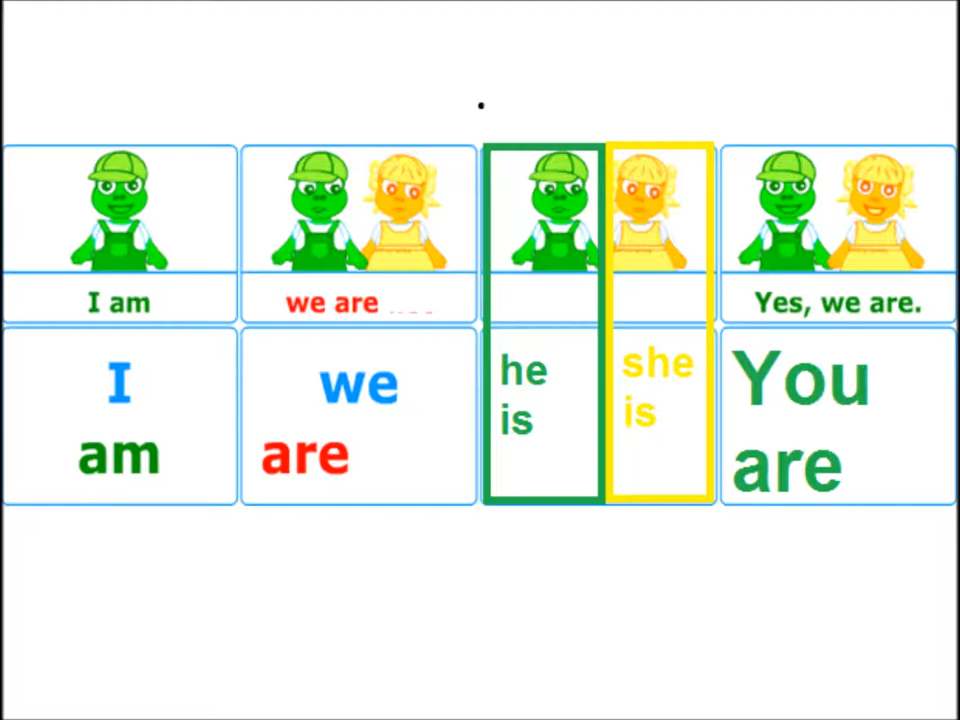 .
I am
we are
Yes, we are.
I
am
we
are
he
is
she
is
You
are